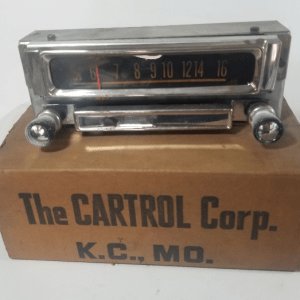 6 7 8 9 10 12 14 16
The CARTROL Corp.
K.C., MO.